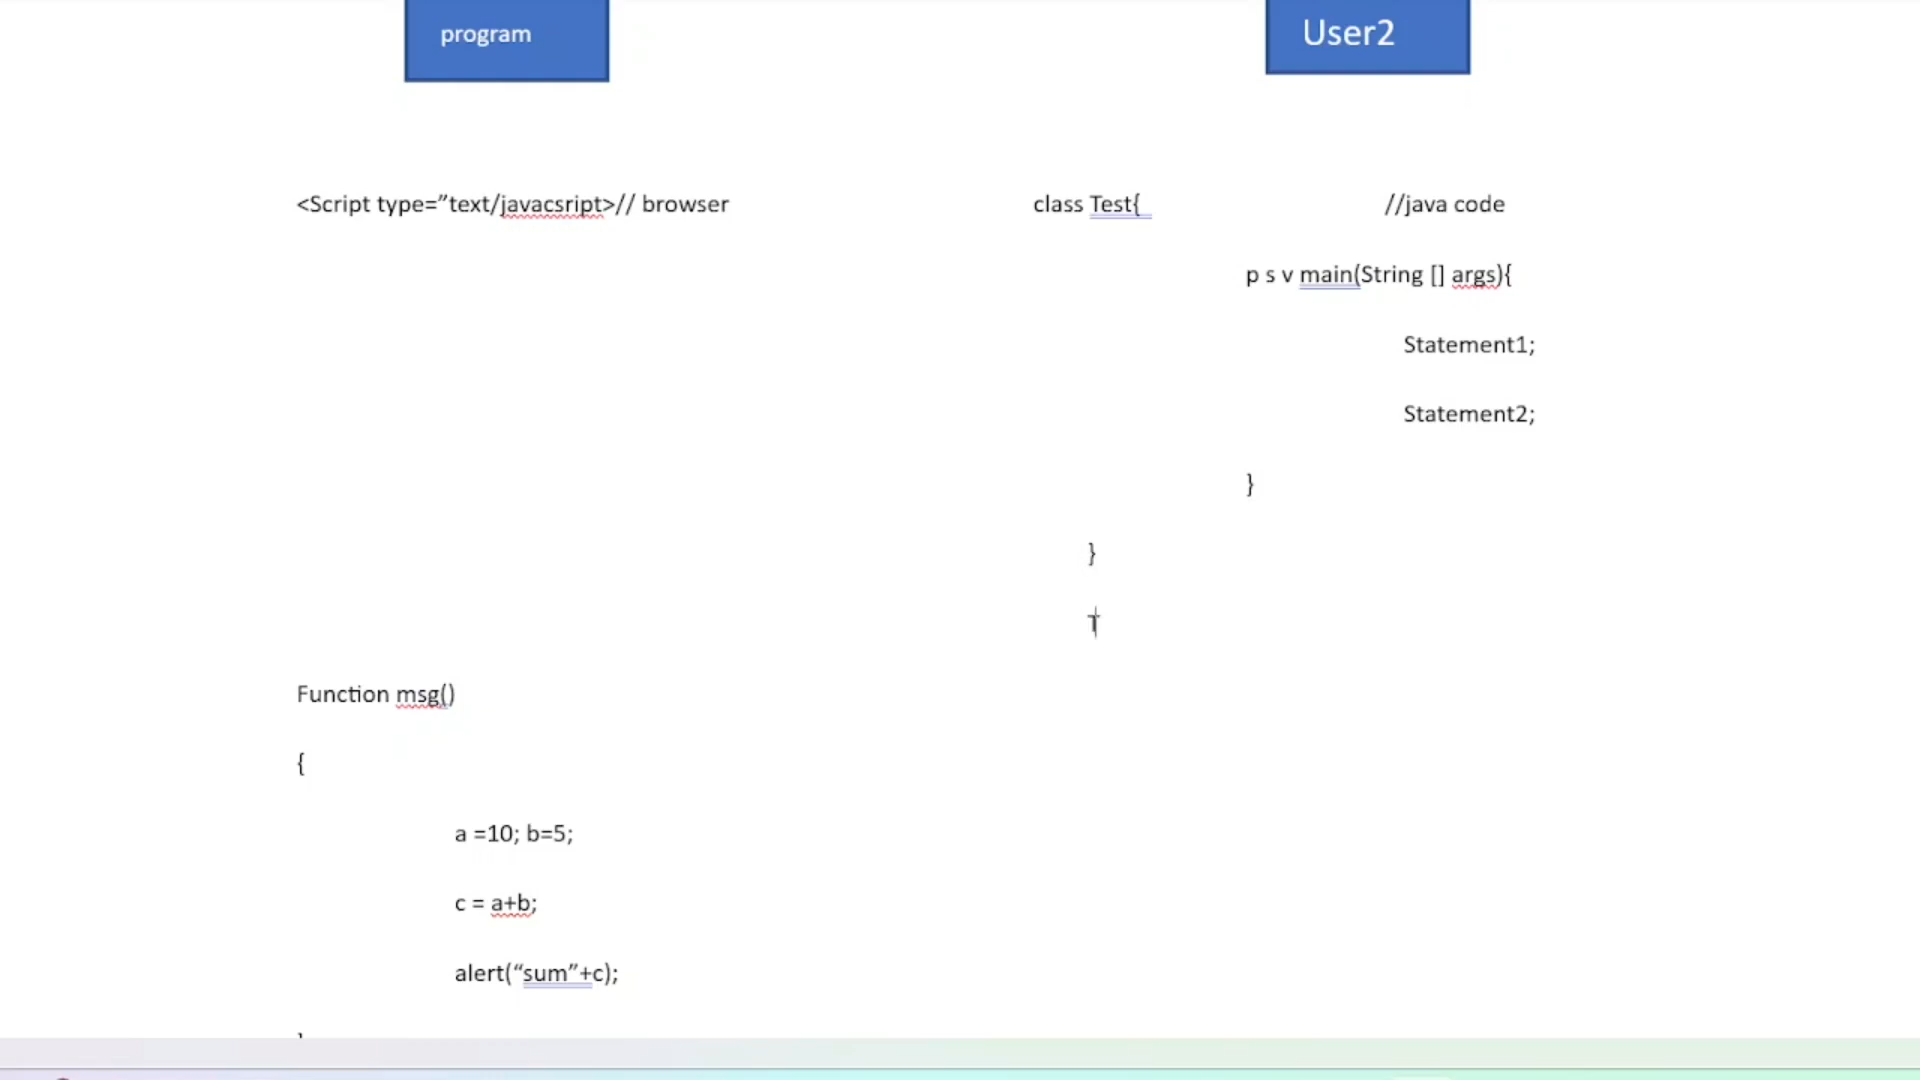 program
User2
<Script type=”text/javacsript>// browser
class Test{ //java code
p s v main(String [] args){
Statement1;
Statement2;
}
}
T
Function msg()
{
a =10; b=5;
c = a+b;
alert(“sum”+c);